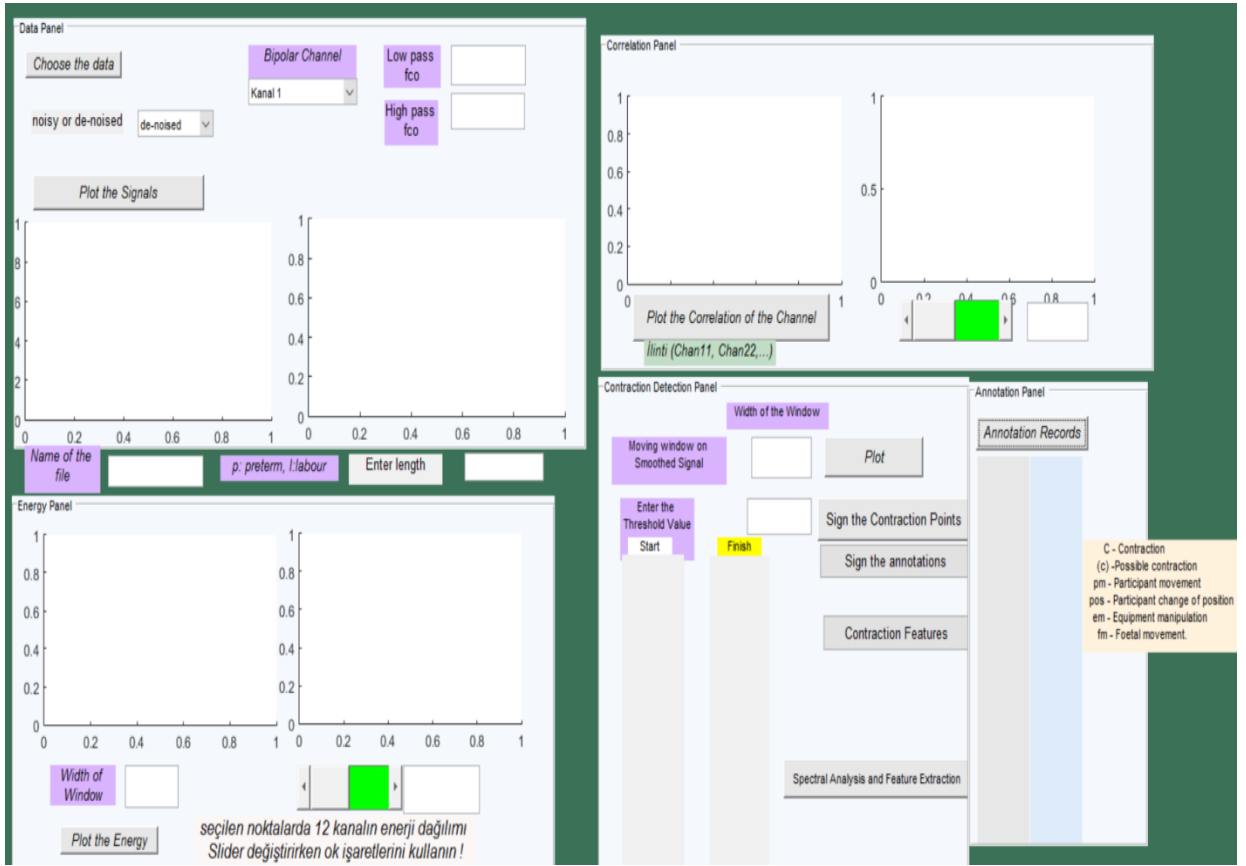 Data Panel
Choose the data
Bipolar Channel
Kanal 1
Low pass
fco
High pass
fco
noisy or de-noised
de-noised
Plot the Signals
1
8
6
4
2
0
0 0.2 0.4 0.6 0.8 1
1
0.8
0.6
0.4
0.2
0
0 0.2 0.4 0.6 0.8 1
Name of the
file
p: preterm, l:labour
Enter length
Energy Panel
1
0.8
0.6
0.4
0.2
0
0 0.2 0.4 0.6 0.8 1
1
0.8
0.6
0.4
0.2
0
0 0.2 0.4 0.6 0.8 1
Width of
Window
Plot the Energy
seçilen noktalarda 12 kanalın enerji dağılımı
Slider değiştirirken ok işaretlerini kullanın !
Correlation Panel
1
0.8
0.6
0.4
0.2
0
0 1
1
0.5
0
0 0.2 0.4 0.6 0.8 1
Plot the Correlation of the Channel
İlinti (Chan11, Chan22,...)
Contraction Detection Panel
Width of the Window
Moving window on
Smoothed Signal
Plot
Enter the
Threshold Value
Sign the Contraction Points
Start
Finish
Sign the annotations
Contraction Features
Spectral Analysis and Feature Extraction
Annotation Panel
Annotation Records
C - Contraction
(c) -Possible contraction
pm - Participant movement
pos - Participant change of position
em - Equipment manipulation
fm - Foetal movement.